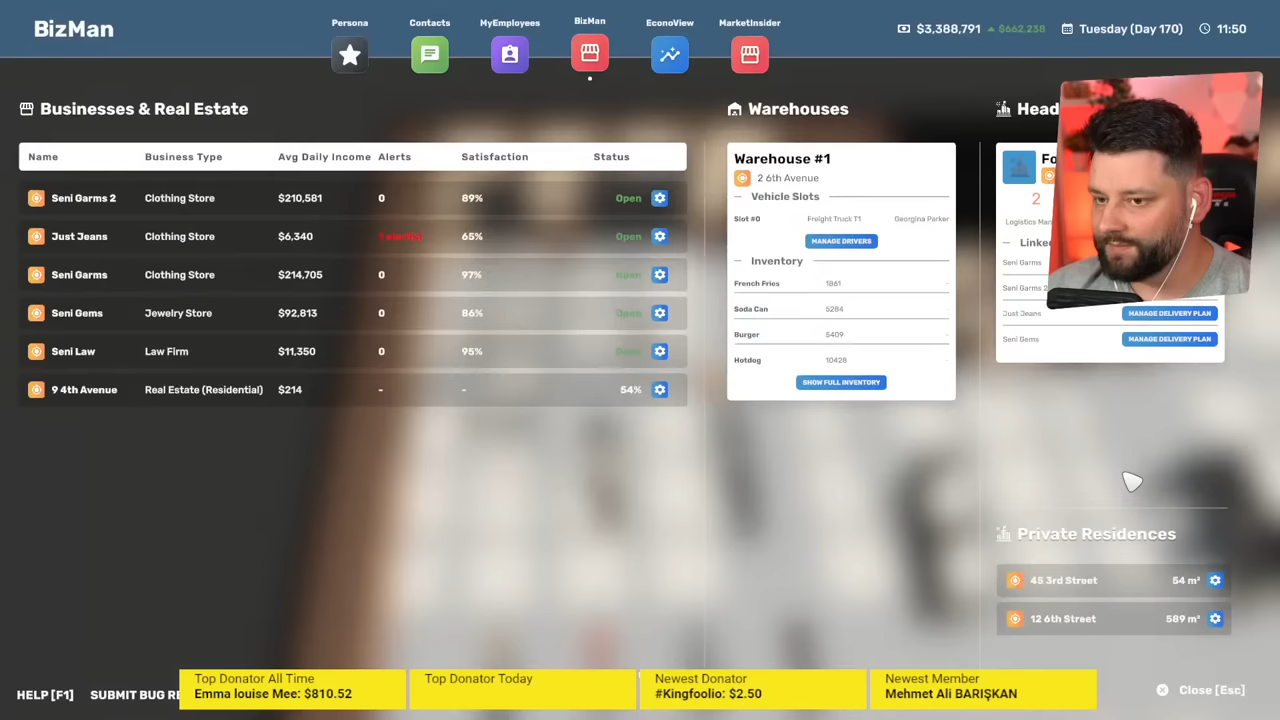 BizMan
Persona
Contacts
MyEmployees
BizMan
EconoView
MarketInsider
$3,388,791 $662,238
Tuesday (Day 170)
11:50
Businesses & Real Estate
Name Business Type Avg Daily Income Alerts Satisfaction Status
Seni Garms 2 Clothing Store $210,581 0 89% Open
Just Jeans Clothing Store $6,340 65% Open
Seni Garms Clothing Store $214,705 0 97% Open
Seni Gems Jewelry Store $92,813 0 86% Open
Seni Law Law Firm $11,350 0 95% Open
9 4th Avenue Real Estate (Residential) $214 - - 54%
Warehouses
Warehouse #1
2 6th Avenue
Vehicle Slots
Slot #0 Freight Truck T1 Georgina Parker
MANAGE DRIVERS
Inventory
French Fries 1861 -
Soda Can 5284 -
Burger 5409 -
Hotdog 10428 -
SHOW FULL INVENTORY
Head
Fo
2
Logistics Man
Linke
Seni Garms
Seni Garms 2
Just Jeans MANAGE DELIVERY PLAN
Seni Gems MANAGE DELIVERY PLAN
Private Residences
45 3rd Street 54 m²
12 6th Street 589 m²
HELP [F1]
SUBMIT BUG RE
Top Donator All Time
Emma louise Mee: $810.52
Top Donator Today
Newest Donator
#Kingfoolio: $2.50
Newest Member
Mehmet Ali BARIŞKAN
Close [Esc]